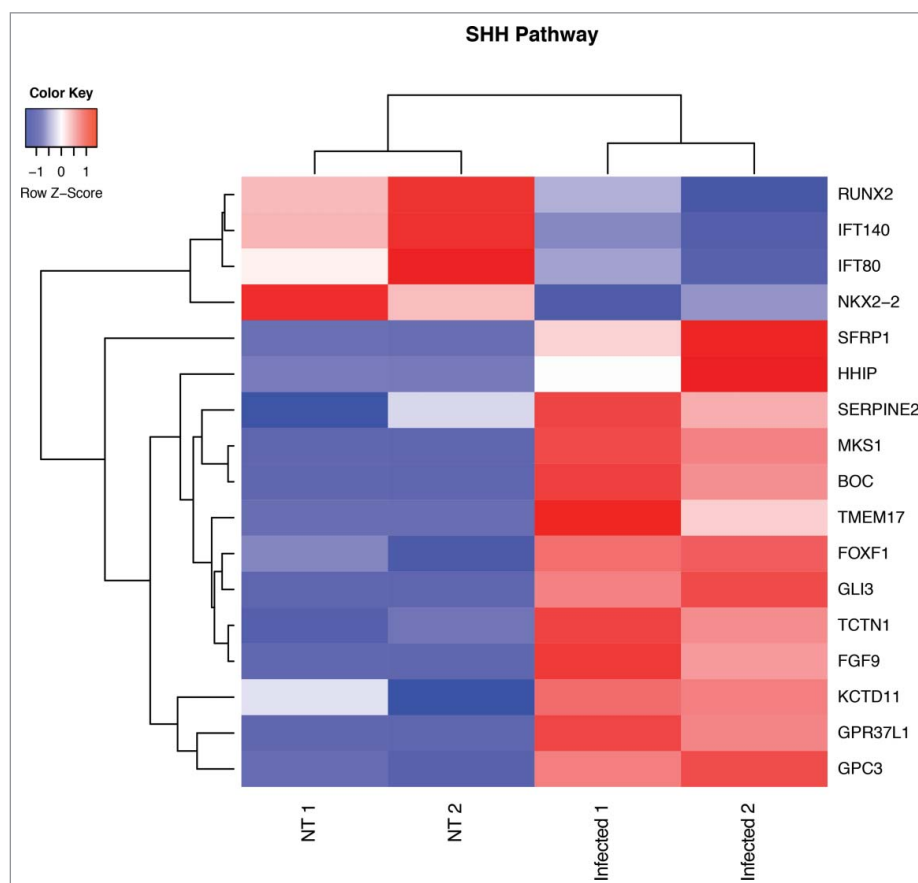 SHH Pathway
Color Key
−1 0 1
Row Z−Score
RUNX2
IFT140
IFT80
NKX2−2
SFRP1
HHIP
SERPINE2
MKS1
BOC
TMEM17
FOXF1
GLI3
TCTN1
FGF9
KCTD11
GPR37L1
GPC3
NT 1
NT 2
Infected 1
Infected 2